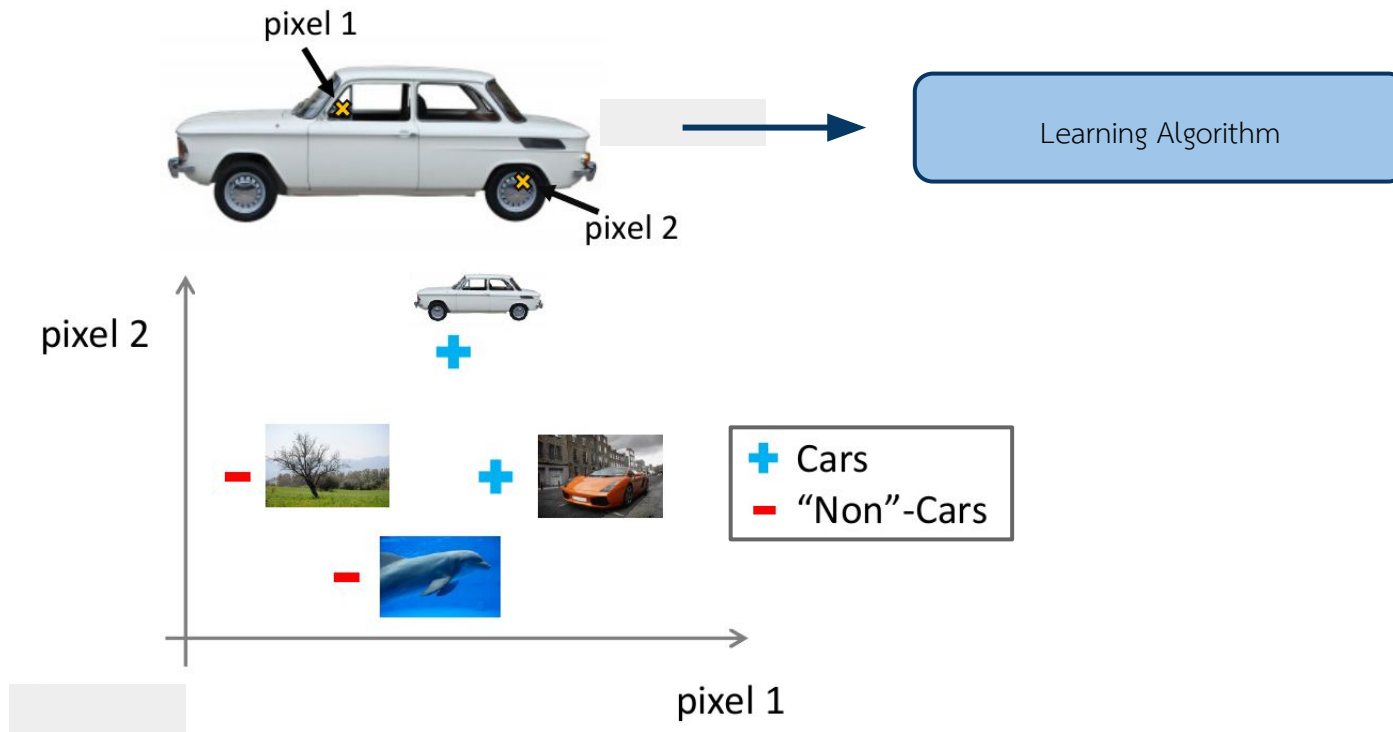 pixel 1
Learning Algorithm
pixel 2
pixel 2
Cars
“Non”-Cars
pixel 1